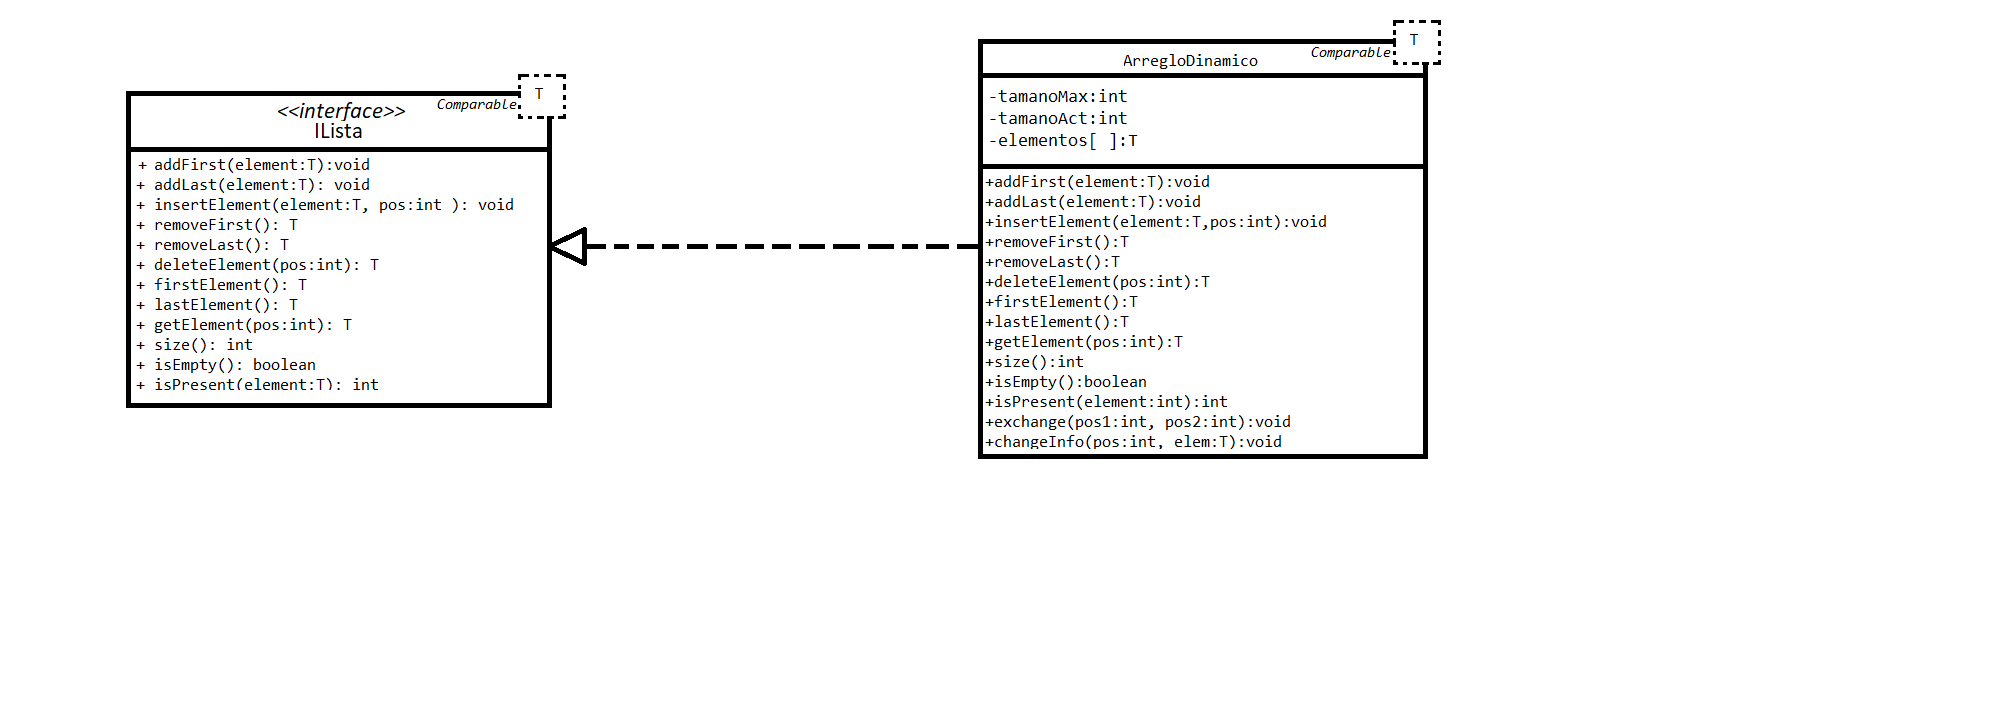 T
Comparable
<<interface>>
ILista
+ addFirst(element:T):void
+ addLast(element:T): void
+ insertElement(element:T, pos:int ): void
+ removeFirst(): T
+ removeLast(): T
+ deleteElement(pos:int): T
+ firstElement(): T
+ lastElement(): T
+ getElement(pos:int): T
+ size(): int
+ isEmpty(): boolean
+ isPresent(element:T): int
T
Comparable
ArregloDinamico
-tamanoMax:int
-tamanoAct:int
-elementos[ ]:T
+addFirst(element:T):void
+addLast(element:T):void
+insertElement(element:T,pos:int):void
+removeFirst():T
+removeLast():T
+deleteElement(pos:int):T
+firstElement():T
+lastElement():T
+getElement(pos:int):T
+size():int
+isEmpty():boolean
+isPresent(element:int):int
+exchange(pos1:int, pos2:int):void
+changeInfo(pos:int, elem:T):void